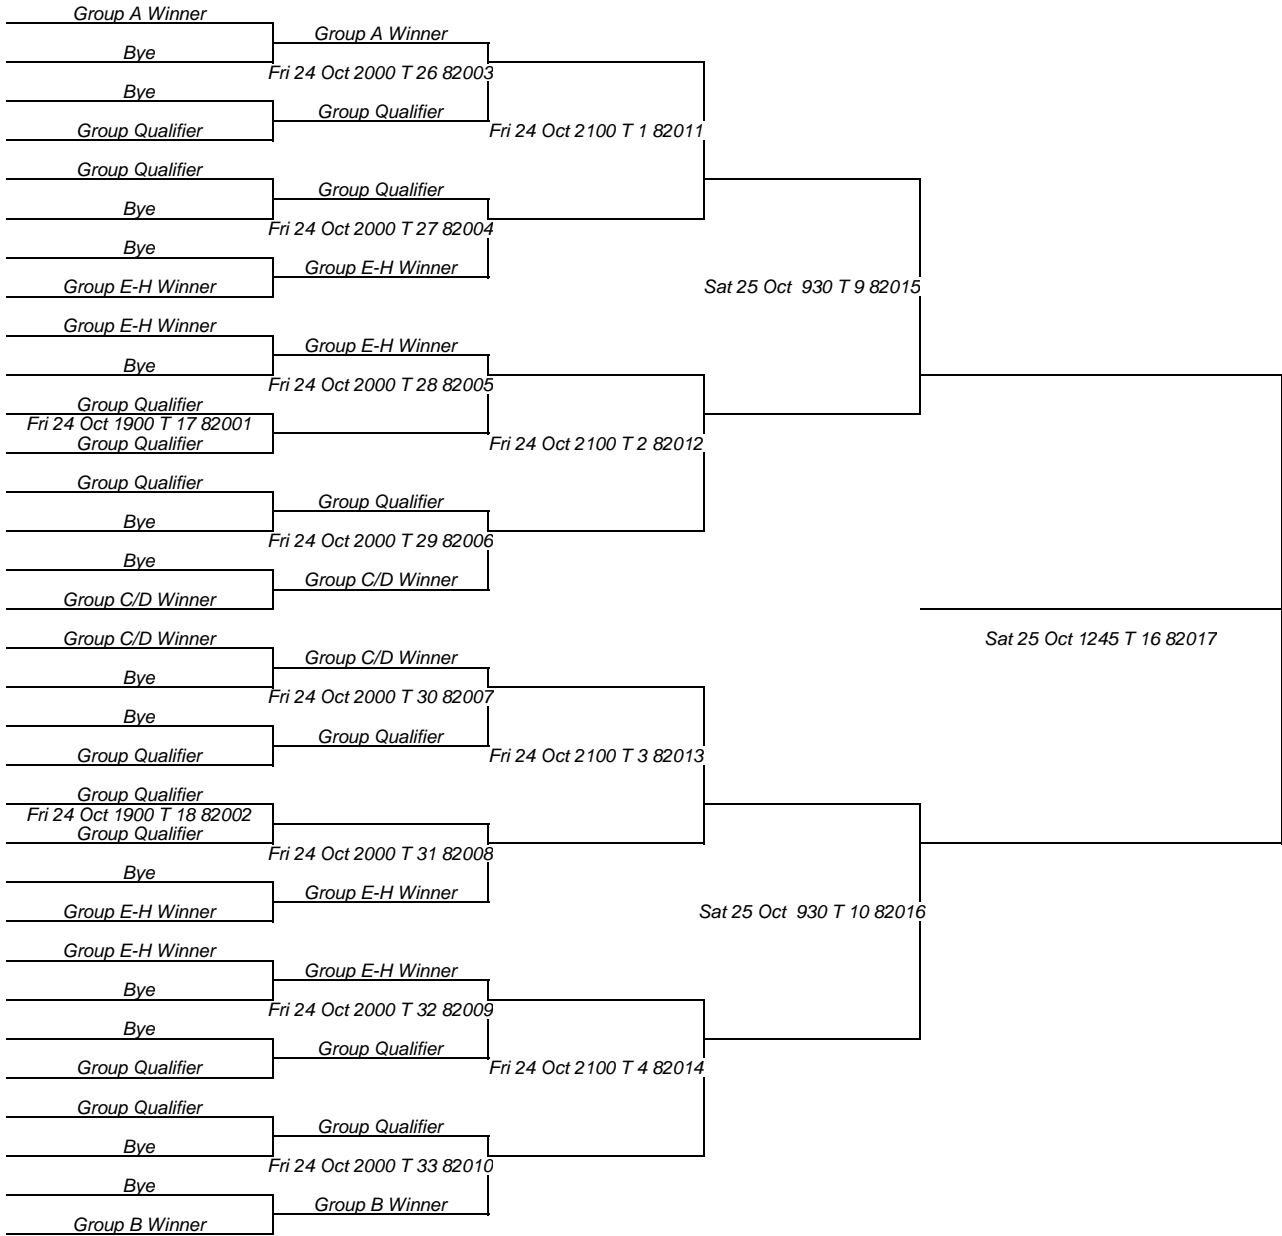 Group A Winner
Group A Winner
Bye
Fri 24 Oct 2000 T 26 82003
Bye
Group Qualifier
Group Qualifier
Fri 24 Oct 2100 T 1 82011
Group Qualifier
Group Qualifier
Bye
Fri 24 Oct 2000 T 27 82004
Bye
Group E-H Winner
Group E-H Winner
Sat 25 Oct  930 T 9 82015
Group E-H Winner
Group E-H Winner
Bye
Fri 24 Oct 2000 T 28 82005
Group Qualifier
Fri 24 Oct 1900 T 17 82001
Group Qualifier
Fri 24 Oct 2100 T 2 82012
Group Qualifier
Group Qualifier
Bye
Fri 24 Oct 2000 T 29 82006
Bye
Group C/D Winner
Group C/D Winner
Group C/D Winner
Sat 25 Oct 1245 T 16 82017
Group C/D Winner
Bye
Fri 24 Oct 2000 T 30 82007
Bye
Group Qualifier
Group Qualifier
Fri 24 Oct 2100 T 3 82013
Group Qualifier
Fri 24 Oct 1900 T 18 82002
Group Qualifier
Fri 24 Oct 2000 T 31 82008
Bye
Group E-H Winner
Group E-H Winner
Sat 25 Oct  930 T 10 82016
Group E-H Winner
Group E-H Winner
Bye
Fri 24 Oct 2000 T 32 82009
Bye
Group Qualifier
Group Qualifier
Fri 24 Oct 2100 T 4 82014
Group Qualifier
Group Qualifier
Bye
Fri 24 Oct 2000 T 33 82010
Bye
Group B Winner
Group B Winner